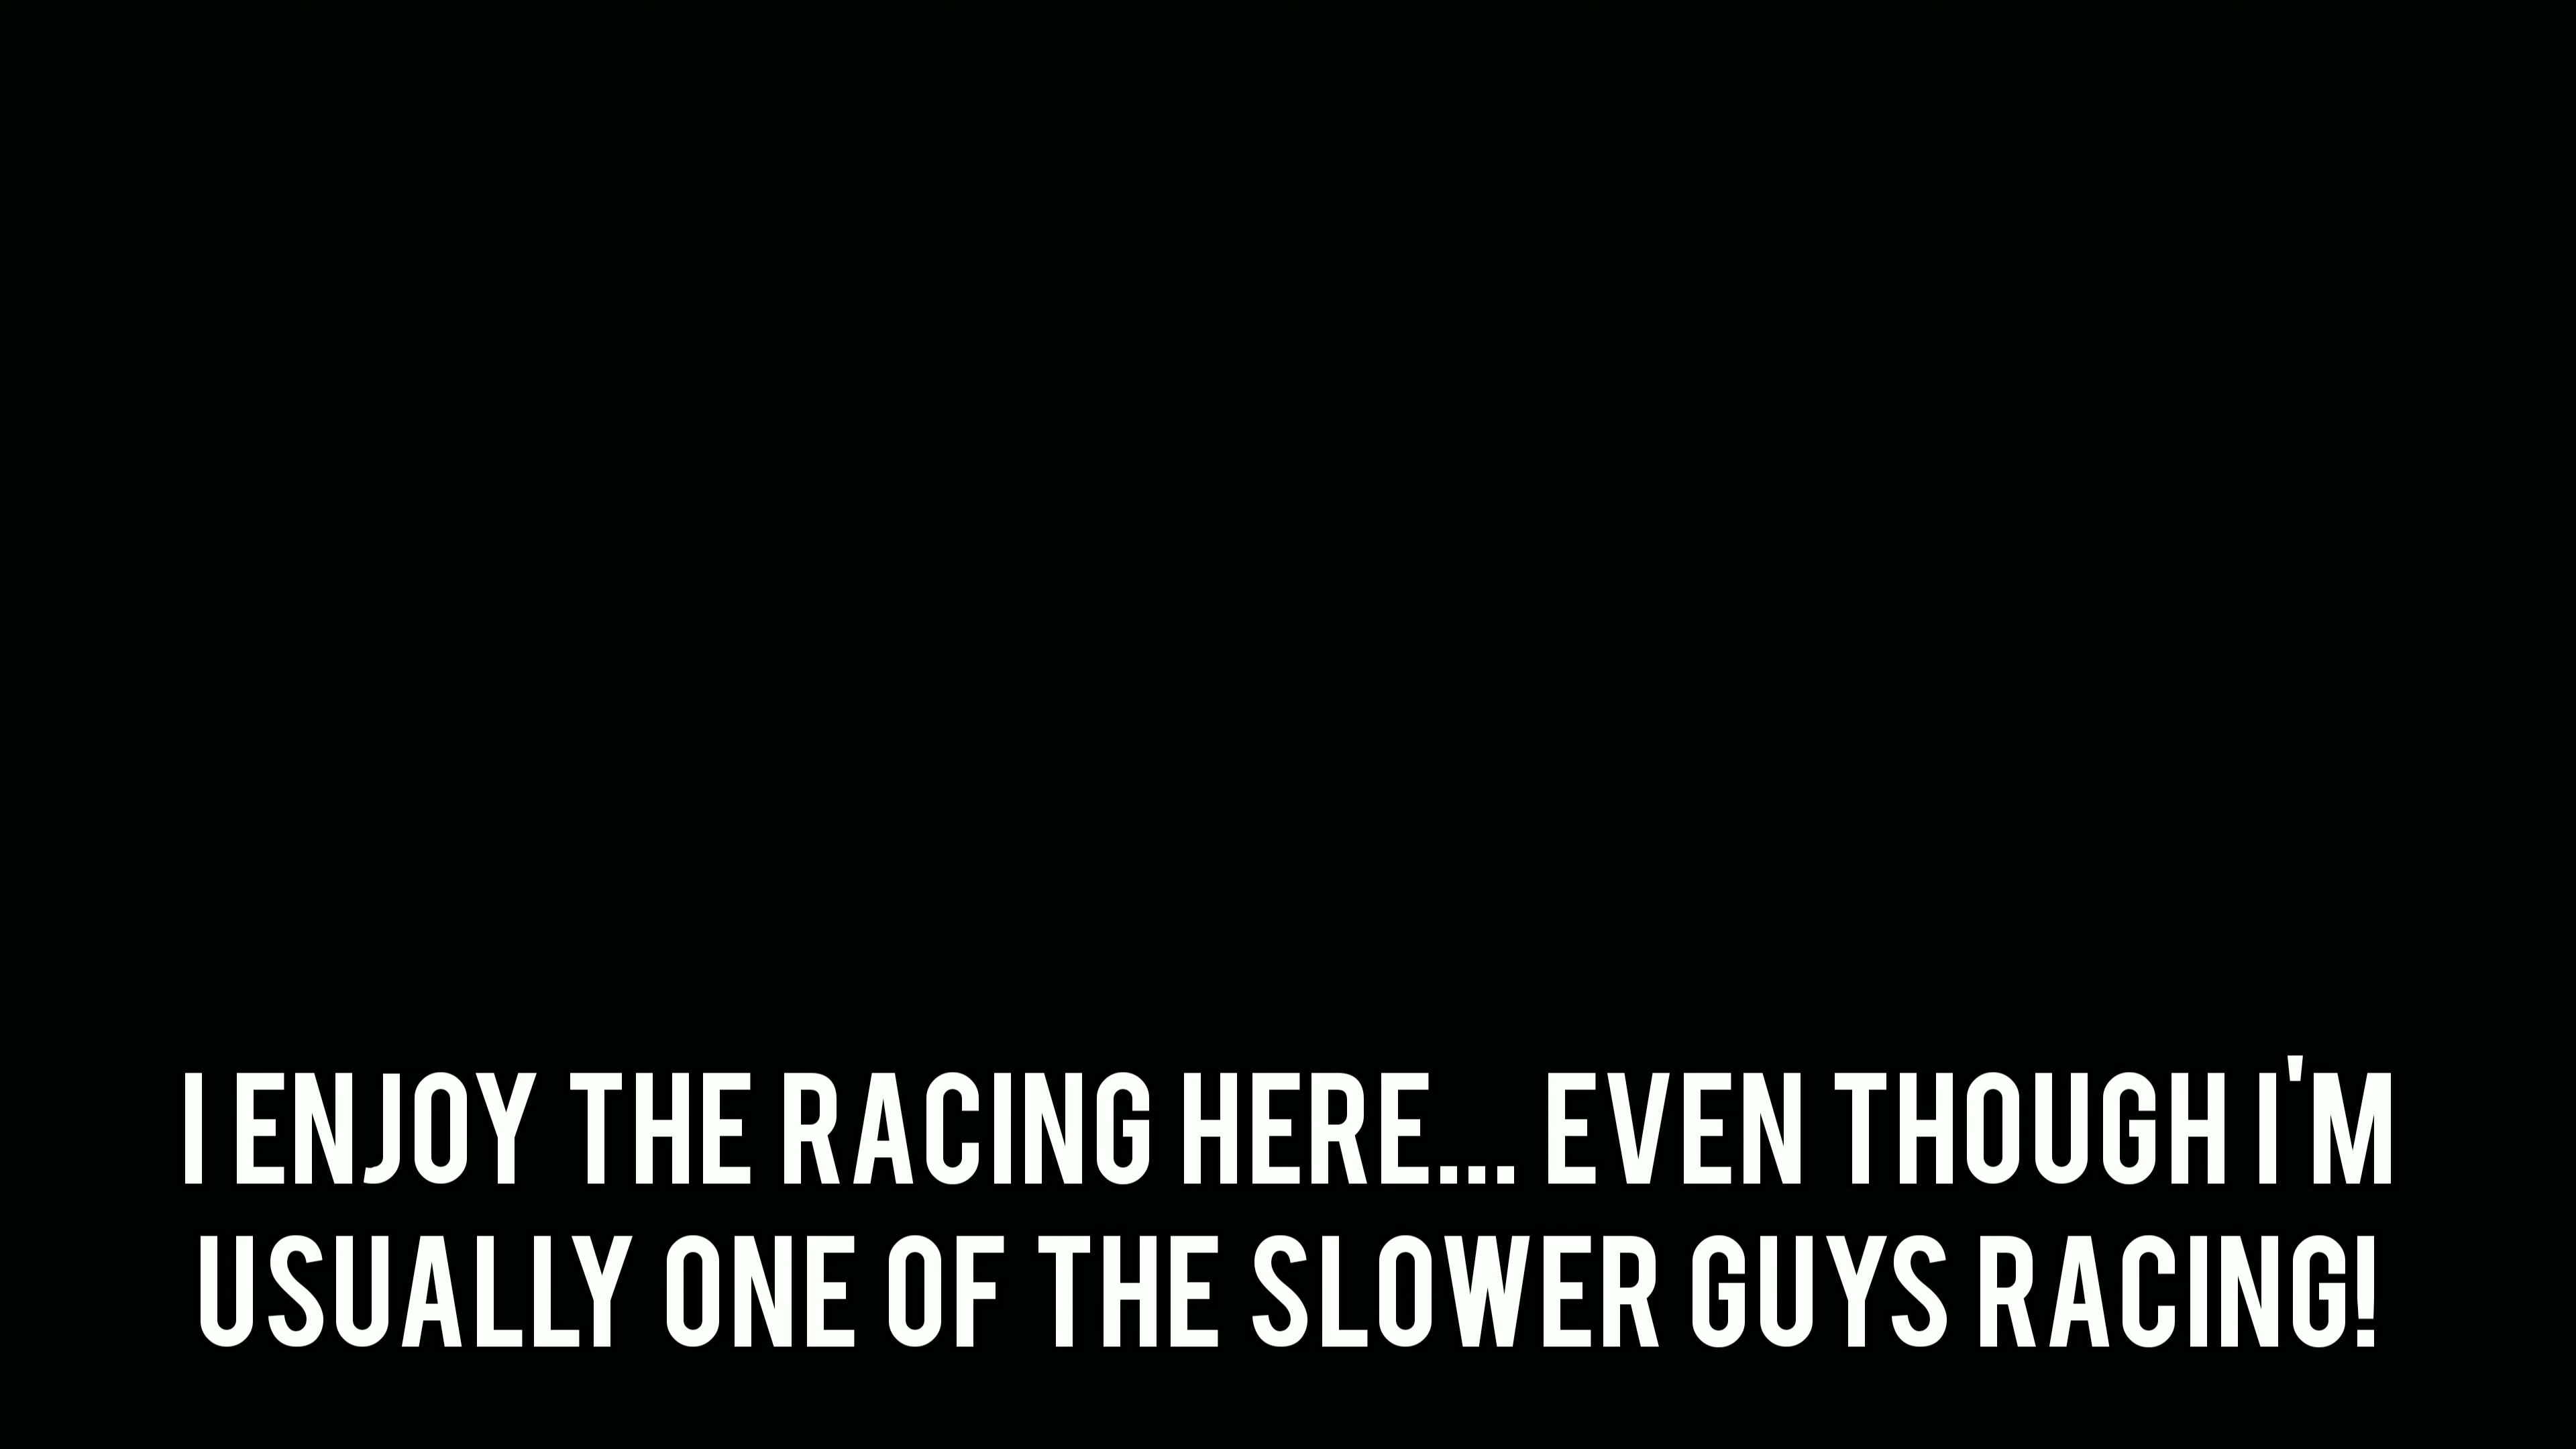 I ENJOY THE RACING HERE... EVEN THOUGH I'M
USUALLY ONE OF THE SLOWER GUYS RACING!